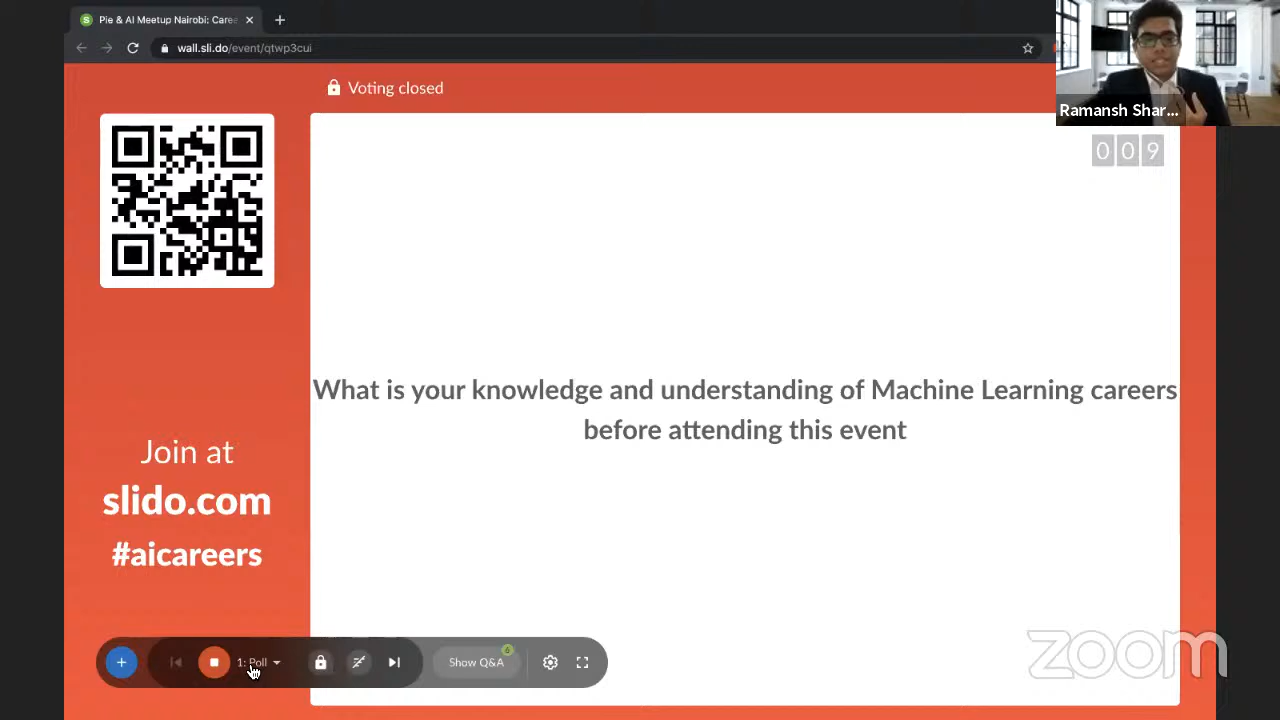 Pie & AI Meetup Nairobi: Caree
wall.sli.do/event/qtwp3cui
Voting closed
Ramansh Shar...
0 0 9
What is your knowledge and understanding of Machine Learning careers
before attending this event
Join at
slido.com
#aicareers
1: Poll
Show Q&A
6
zoom